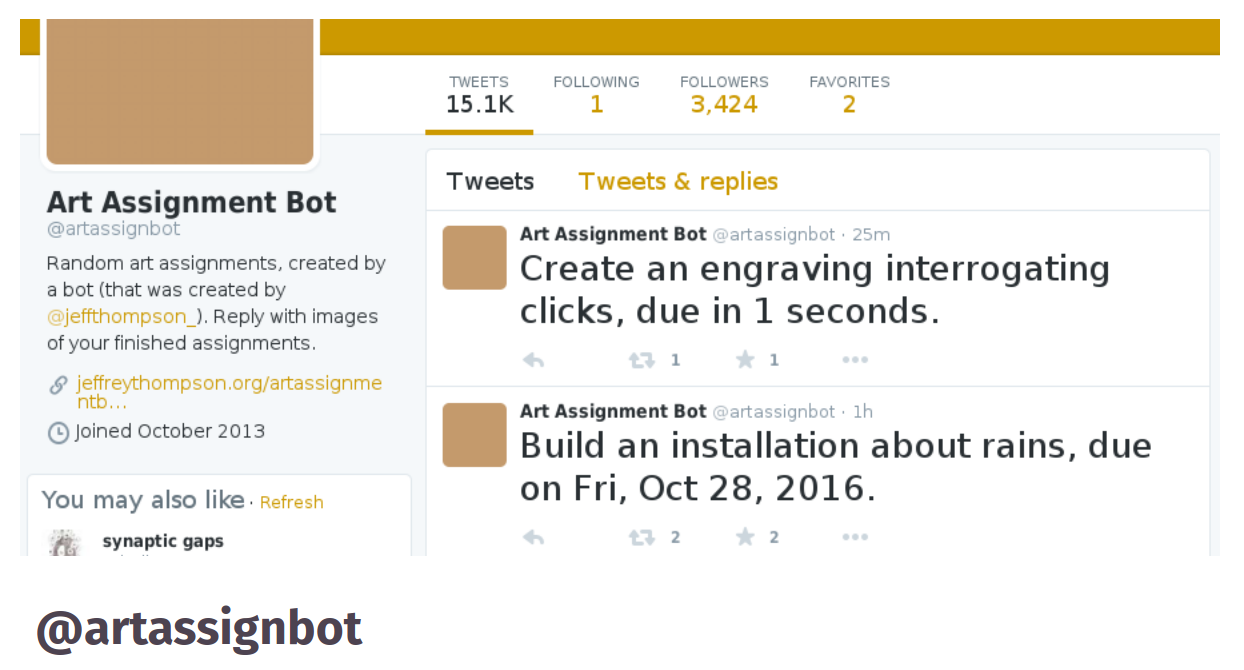 TWEETS FOLLOWING FOLLOWERS FAVORITES
15.1K 1 3,424 2
Art Assignment Bot
@artassignbot
Random art assignments, created by
a bot (that was created by
@jeffthompson_). Reply with images
of your finished assignments.
jeffreythompson.org/artassignme
ntb...
Joined October 2013
You may also like · Refresh
synaptic gaps
Tweets Tweets & replies
Art Assignment Bot @artassignbot · 25m
Create an engraving interrogating
clicks, due in 1 seconds.
1 1
Art Assignment Bot @artassignbot · 1h
Build an installation about rains, due
on Fri, Oct 28, 2016.
2 2
@artassignbot